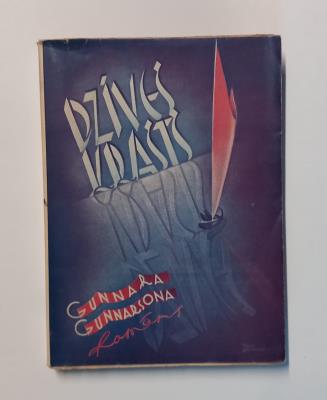 DZĪVES
KRASTS
GUNNARA
GUNNARSONA
Romāns